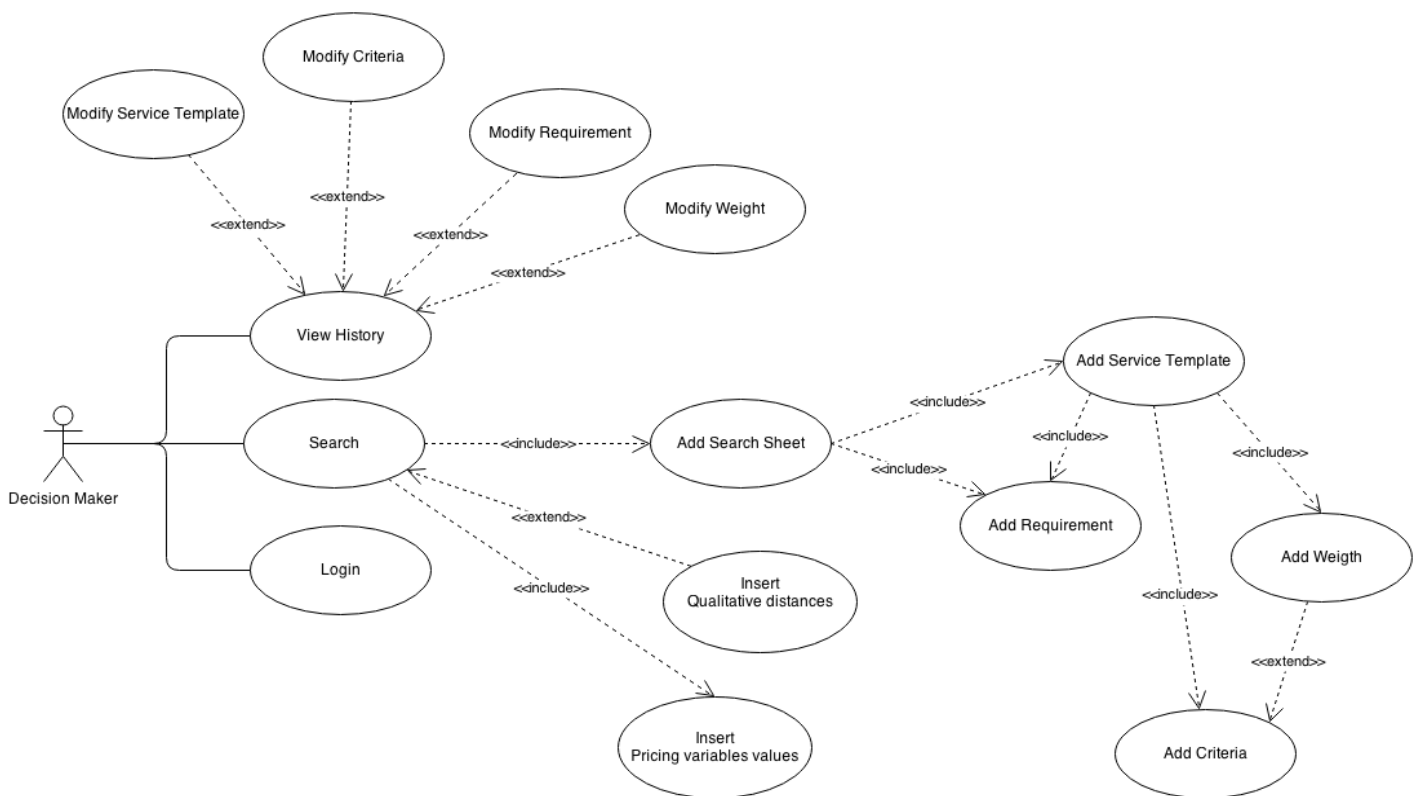 Modify Criteria
Modify Service Template
Modify Requirement
<<extend>>
Modify Weight
<<extend>>
<<extend>>
<<extend>>
View History
Add Service Template
<<include>>
Search
<<include>>
Add Search Sheet
<<include>>
<<include>>
<<include>>
Decision Maker
<<extend>>
Add Requirement
Add Weigth
Login
<<include>>
Insert
Qualitative distances
<<include>>
<<extend>>
Insert
Pricing variables values
Add Criteria